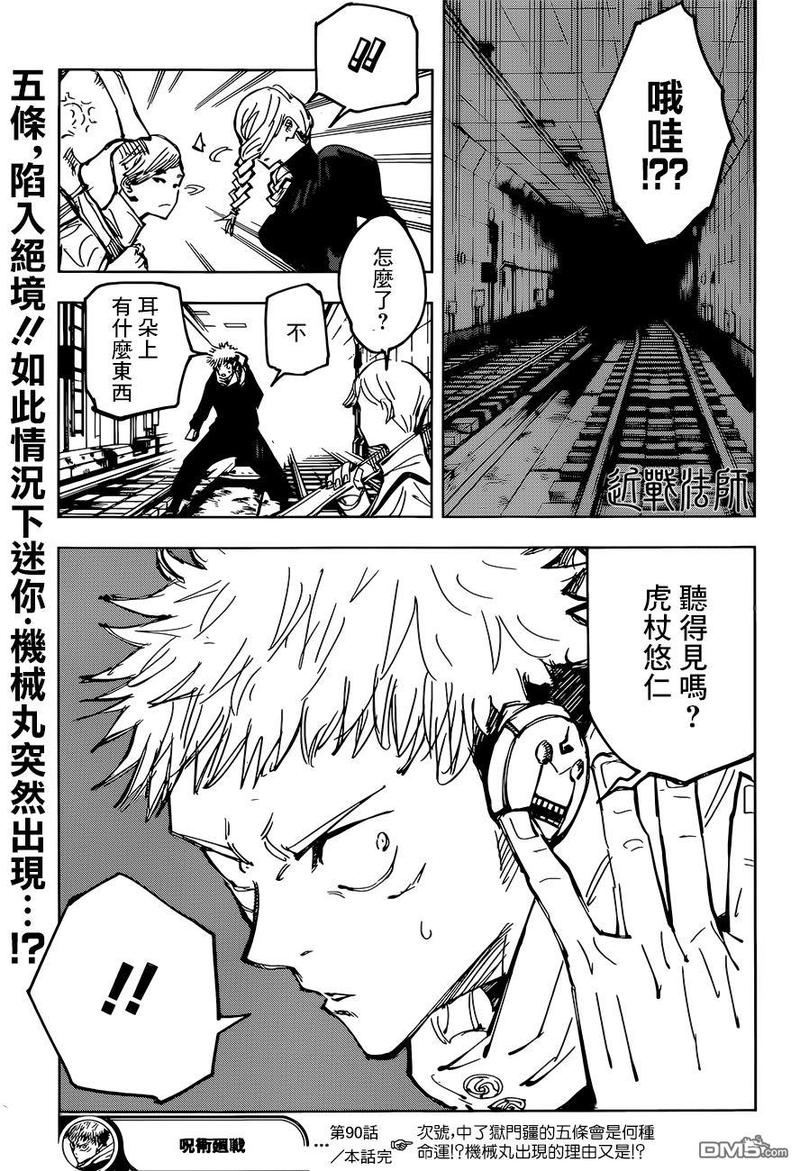 哦哇
!??
近戰法師
!!
怎麼了?
不
耳朵上
有什麼東西
聽得見嗎?
虎杖悠仁
!!
五條,陷入絕境!!如此情況下迷你·機械丸突然出現…!?
呪術廻戦
…
第90話
/本話完
☞
次號,中了獄門疆的五條會是何種
命運!?機械丸出現的理由又是!?
DM5.com